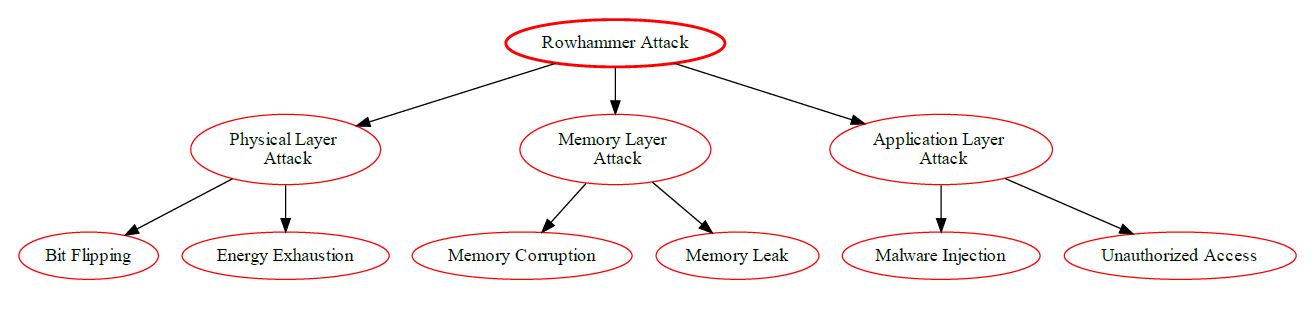 Rowhammer Attack
Physical Layer
Attack
Memory Layer
Attack
Application Layer
Attack
Bit Flipping
Energy Exhaustion
Memory Corruption
Memory Leak
Malware Injection
Unauthorized Access